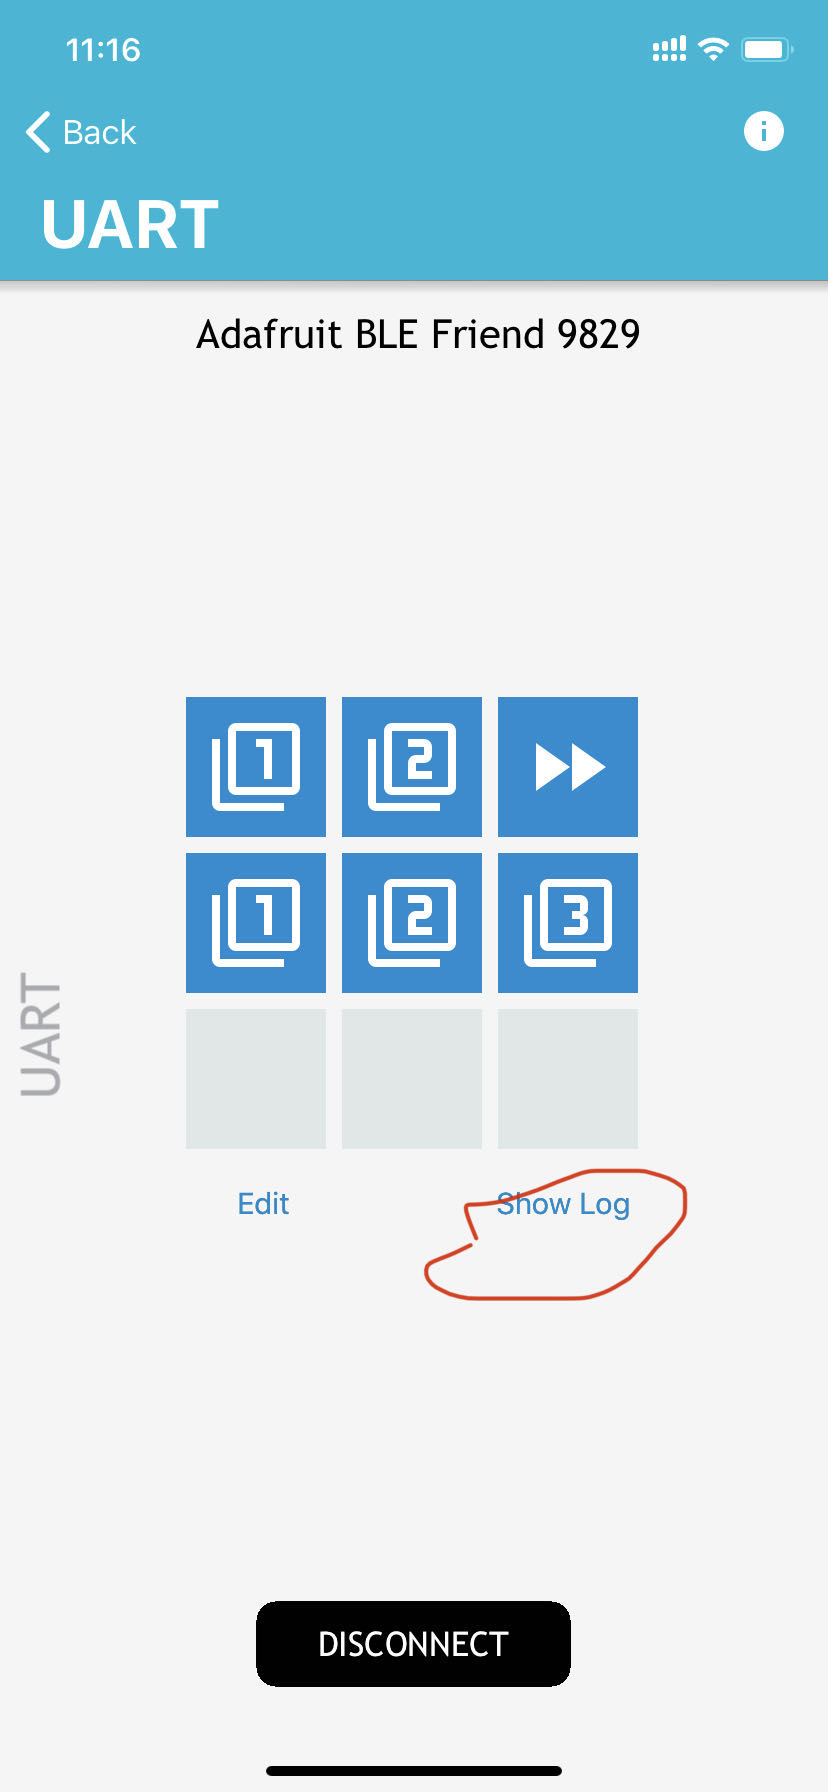 11:16
Back
UART
Adafruit BLE Friend 9829
1 2
1 2 3
UART
Edit Show Log
DISCONNECT